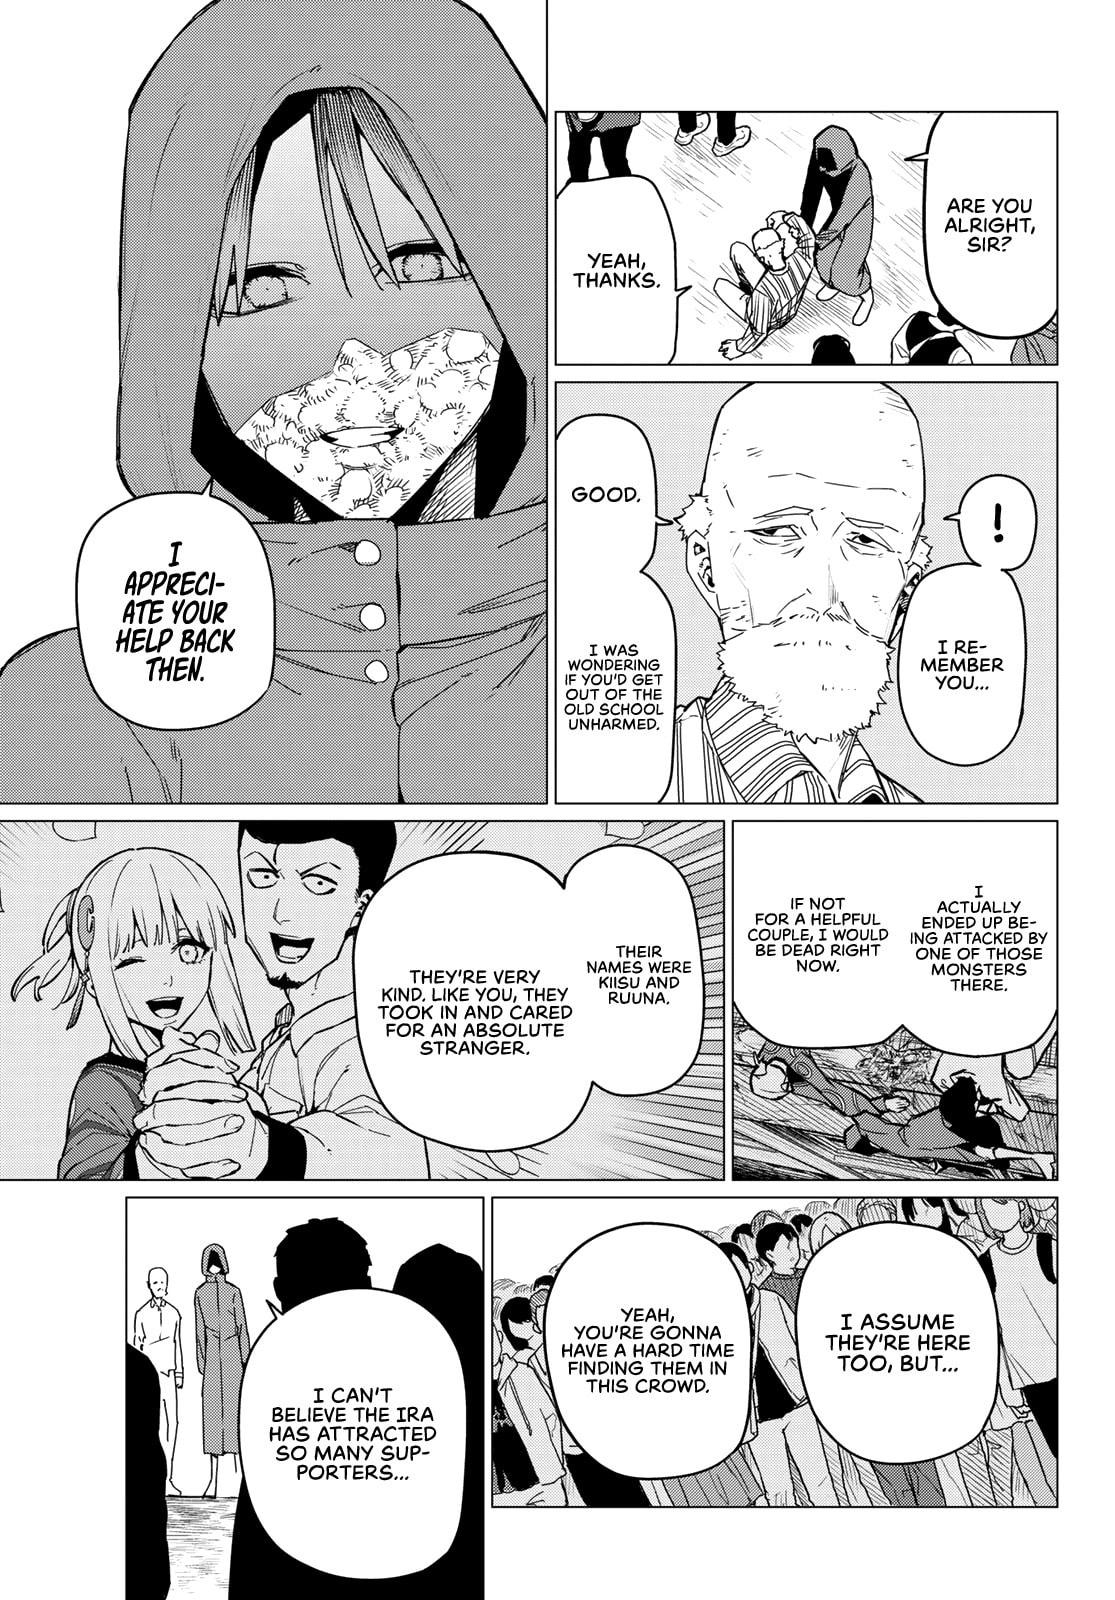 ARE YOU
ALRIGHT,
SIR?
YEAH,
THANKS.
!
I RE-
MEMBER
YOU...
GOOD.
I WAS
WONDERING
IF YOU'D GET
OUT OF THE
OLD SCHOOL
UNHARMED.
I
APPRECI-
ATE YOUR
HELP BACK
THEN.
I
ACTUALLY
ENDED UP BE-
ING ATTACKED BY
ONE OF THOSE
MONSTERS
THERE.
IF NOT
FOR A HELPFUL
COUPLE, I WOULD
BE DEAD RIGHT
NOW.
THEIR
NAMES WERE
KIISU AND
RUUNA.
THEY'RE VERY
KIND. LIKE YOU, THEY
TOOK IN AND CARED
FOR AN ABSOLUTE
STRANGER.
G
I ASSUME
THEY'RE HERE
TOO, BUT...
YEAH,
YOU'RE GONNA
HAVE A HARD TIME
FINDING THEM IN
THIS CROWD.
I CAN'T
BELIEVE THE IRA
HAS ATTRACTED
SO MANY SUP-
PORTERS...